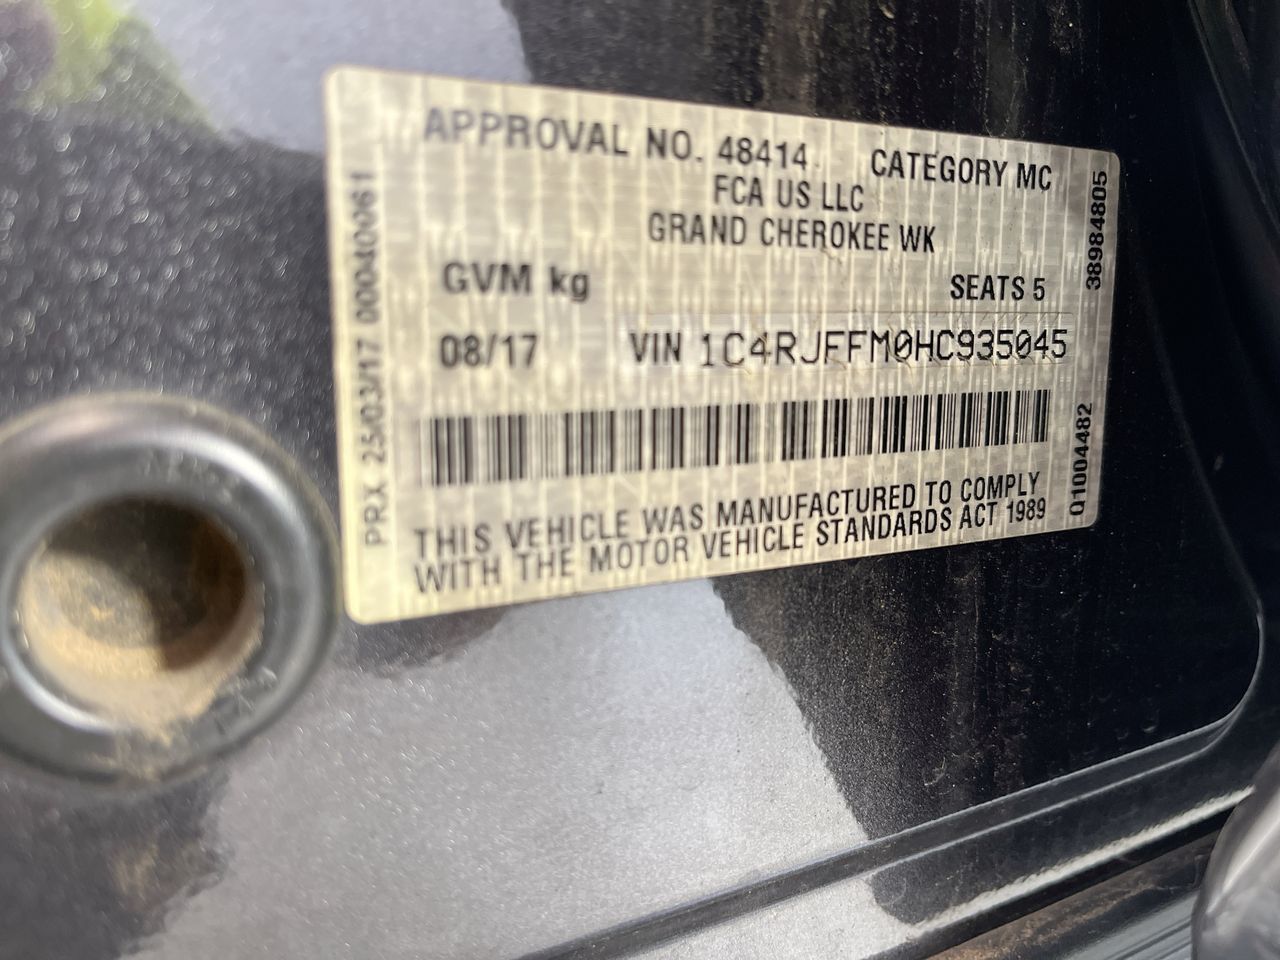 APPROVAL NO. 48414 CATEGORY MC
FCA US LLC
GRAND CHEROKEE WK
GVM kg SEATS 5
08/17 VIN 1C4RJFFM0HC935045
THIS VEHICLE WAS MANUFACTURED TO COMPLY
WITH THE MOTOR VEHICLE STANDARDS ACT 1989
PRX 25/03/17 00040061
Q1004482 38984805